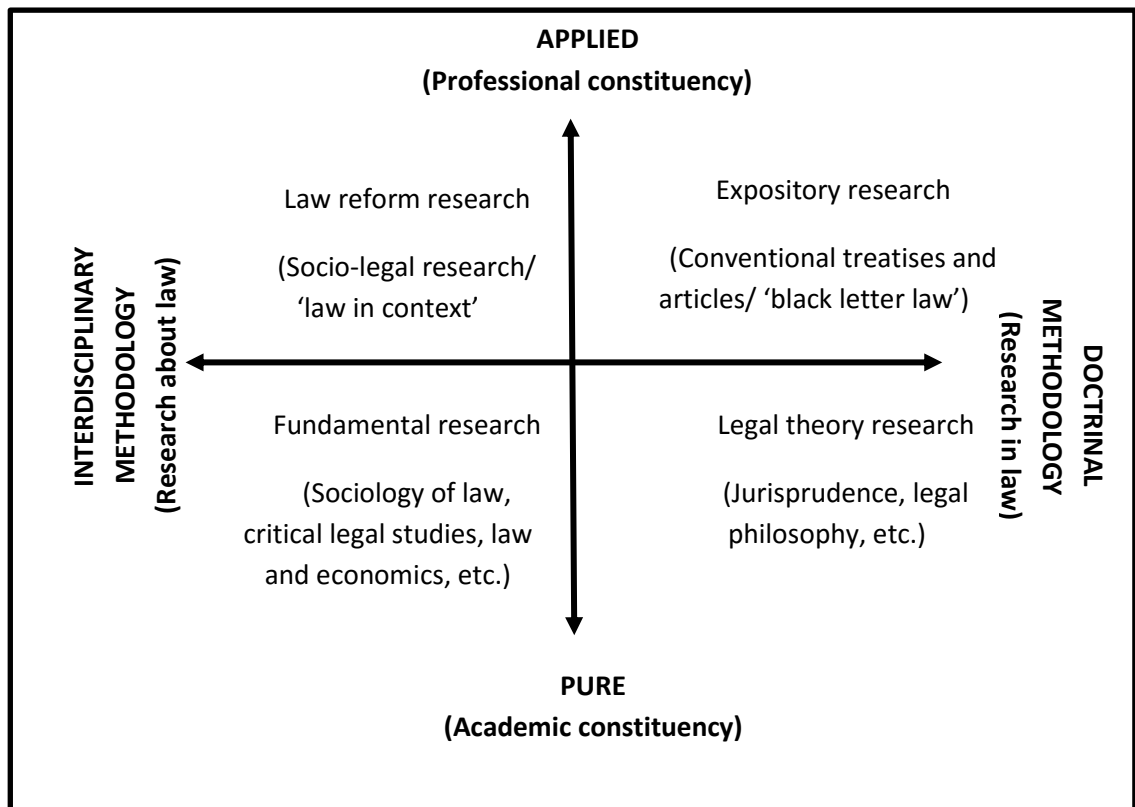 APPLIED
(Professional constituency)
Law reform research
(Socio-legal research/
‘law in context’
Expository research
(Conventional treatises and
articles/ ‘black letter law’)
INTERDISCIPLINARY
METHODOLOGY
(Research about law)
DOCTRINAL
METHODOLOGY
(Research in law)
Fundamental research
(Sociology of law,
critical legal studies, law
and economics, etc.)
Legal theory research
(Jurisprudence, legal
philosophy, etc.)
PURE
(Academic constituency)